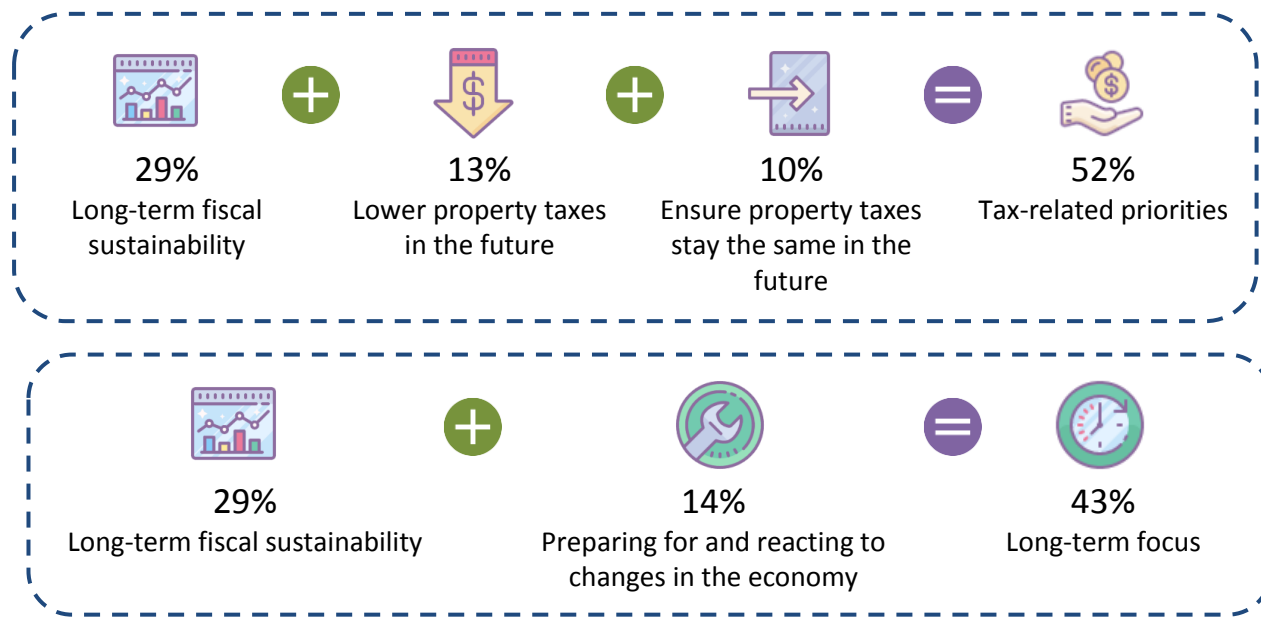 29%
Long-term fiscal
sustainability
13%
Lower property taxes
in the future
10%
Ensure property taxes
stay the same in the
future
52%
Tax-related priorities
29%
Long-term fiscal sustainability
14%
Preparing for and reacting to
changes in the economy
43%
Long-term focus